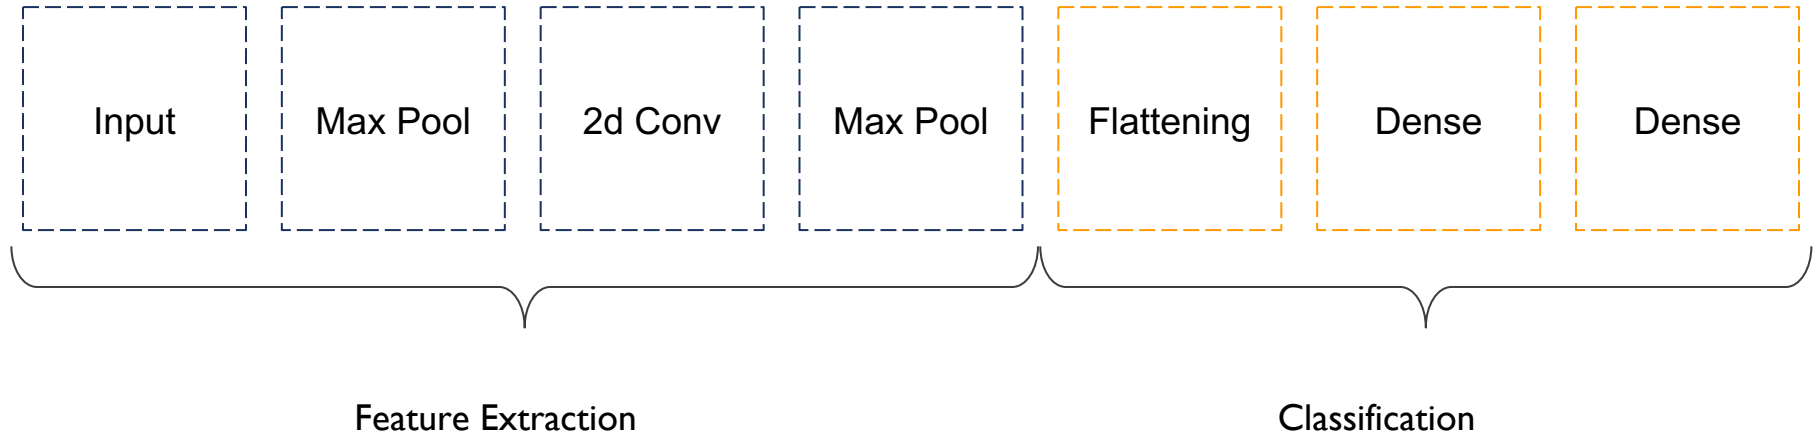 Input
Max Pool
2d Conv
Max Pool
Flattening
Dense
Dense
Feature Extraction
Classification